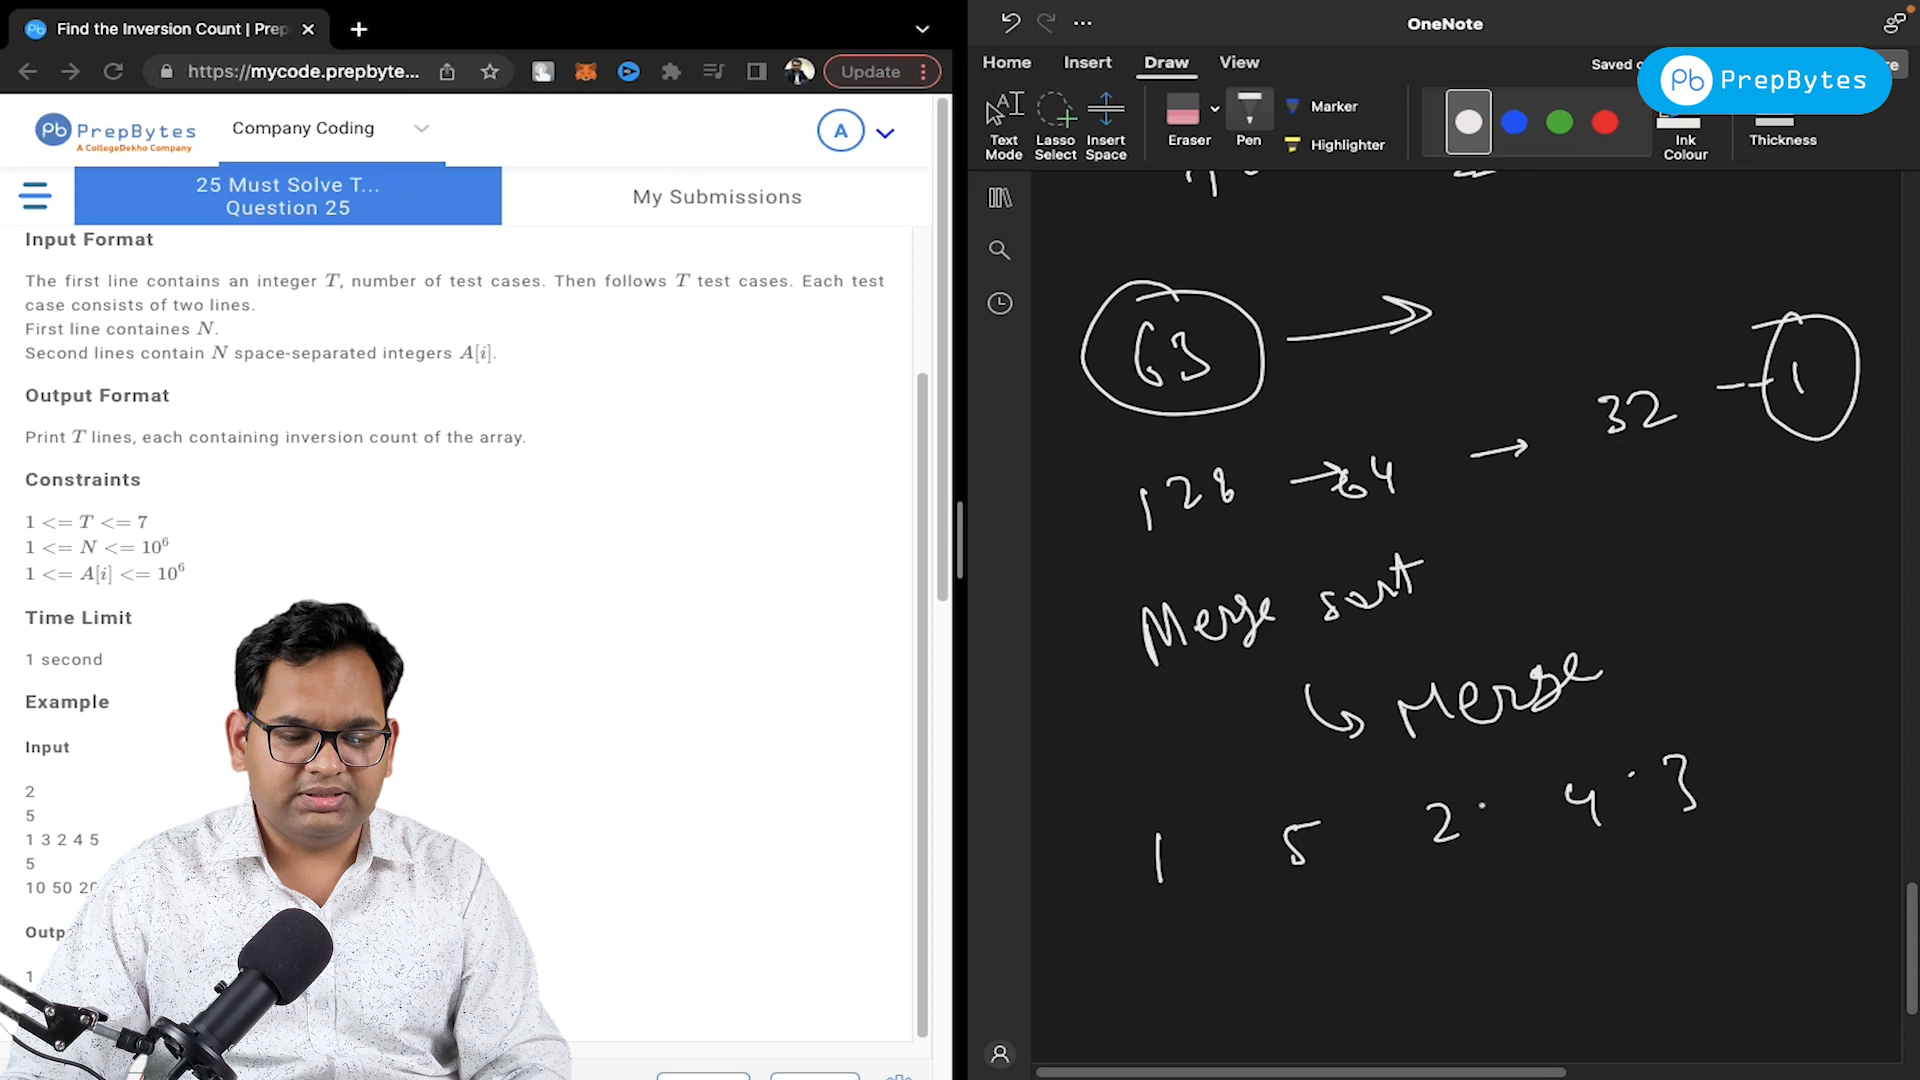 Find the Inversion Count | Prep
https://mycode.prepbyte...
Update
PrepBytes
A CollegeDekho Company
Company Coding
A
25 Must Solve T...
Question 25
My Submissions
Input Format
The first line contains an integer T, number of test cases. Then follows T test cases. Each test
case consists of two lines.
First line containes N.
Second lines contain N space-separated integers A[i].
Output Format
Print T lines, each containing inversion count of the array.
Constraints
1 <= T <= 7
1 <= N <= 10⁶
1 <= A[i] <= 10⁶
Time Limit
1 second
Example
Input
2
5
1 3 2 4 5
5
10 50 20
Outp
1
OneNote
Home Insert Draw View
Saved
PrepBytes
Text Mode
Lasso Select
Insert Space
Eraser
Pen
Marker
Highlighter
Ink Colour
Thickness
63 →
128 → 64 → 32 --- 1
Merge sort
↳ Merge
1 5 2 4 3